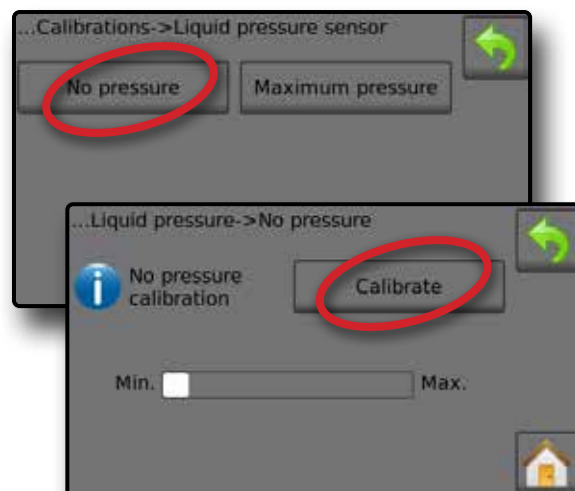 ...Calibrations->Liquid pressure sensor
No pressure
Maximum pressure
...Liquid pressure->No pressure
No pressure
calibration
Calibrate
Min.
Max.